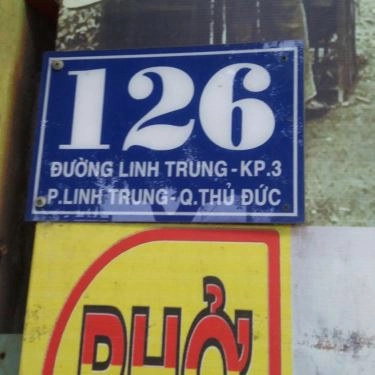 126
ĐƯỜNG LINH TRUNG - KP.3
P.LINH TRUNG - Q.THỦ ĐỨC
PHỞ